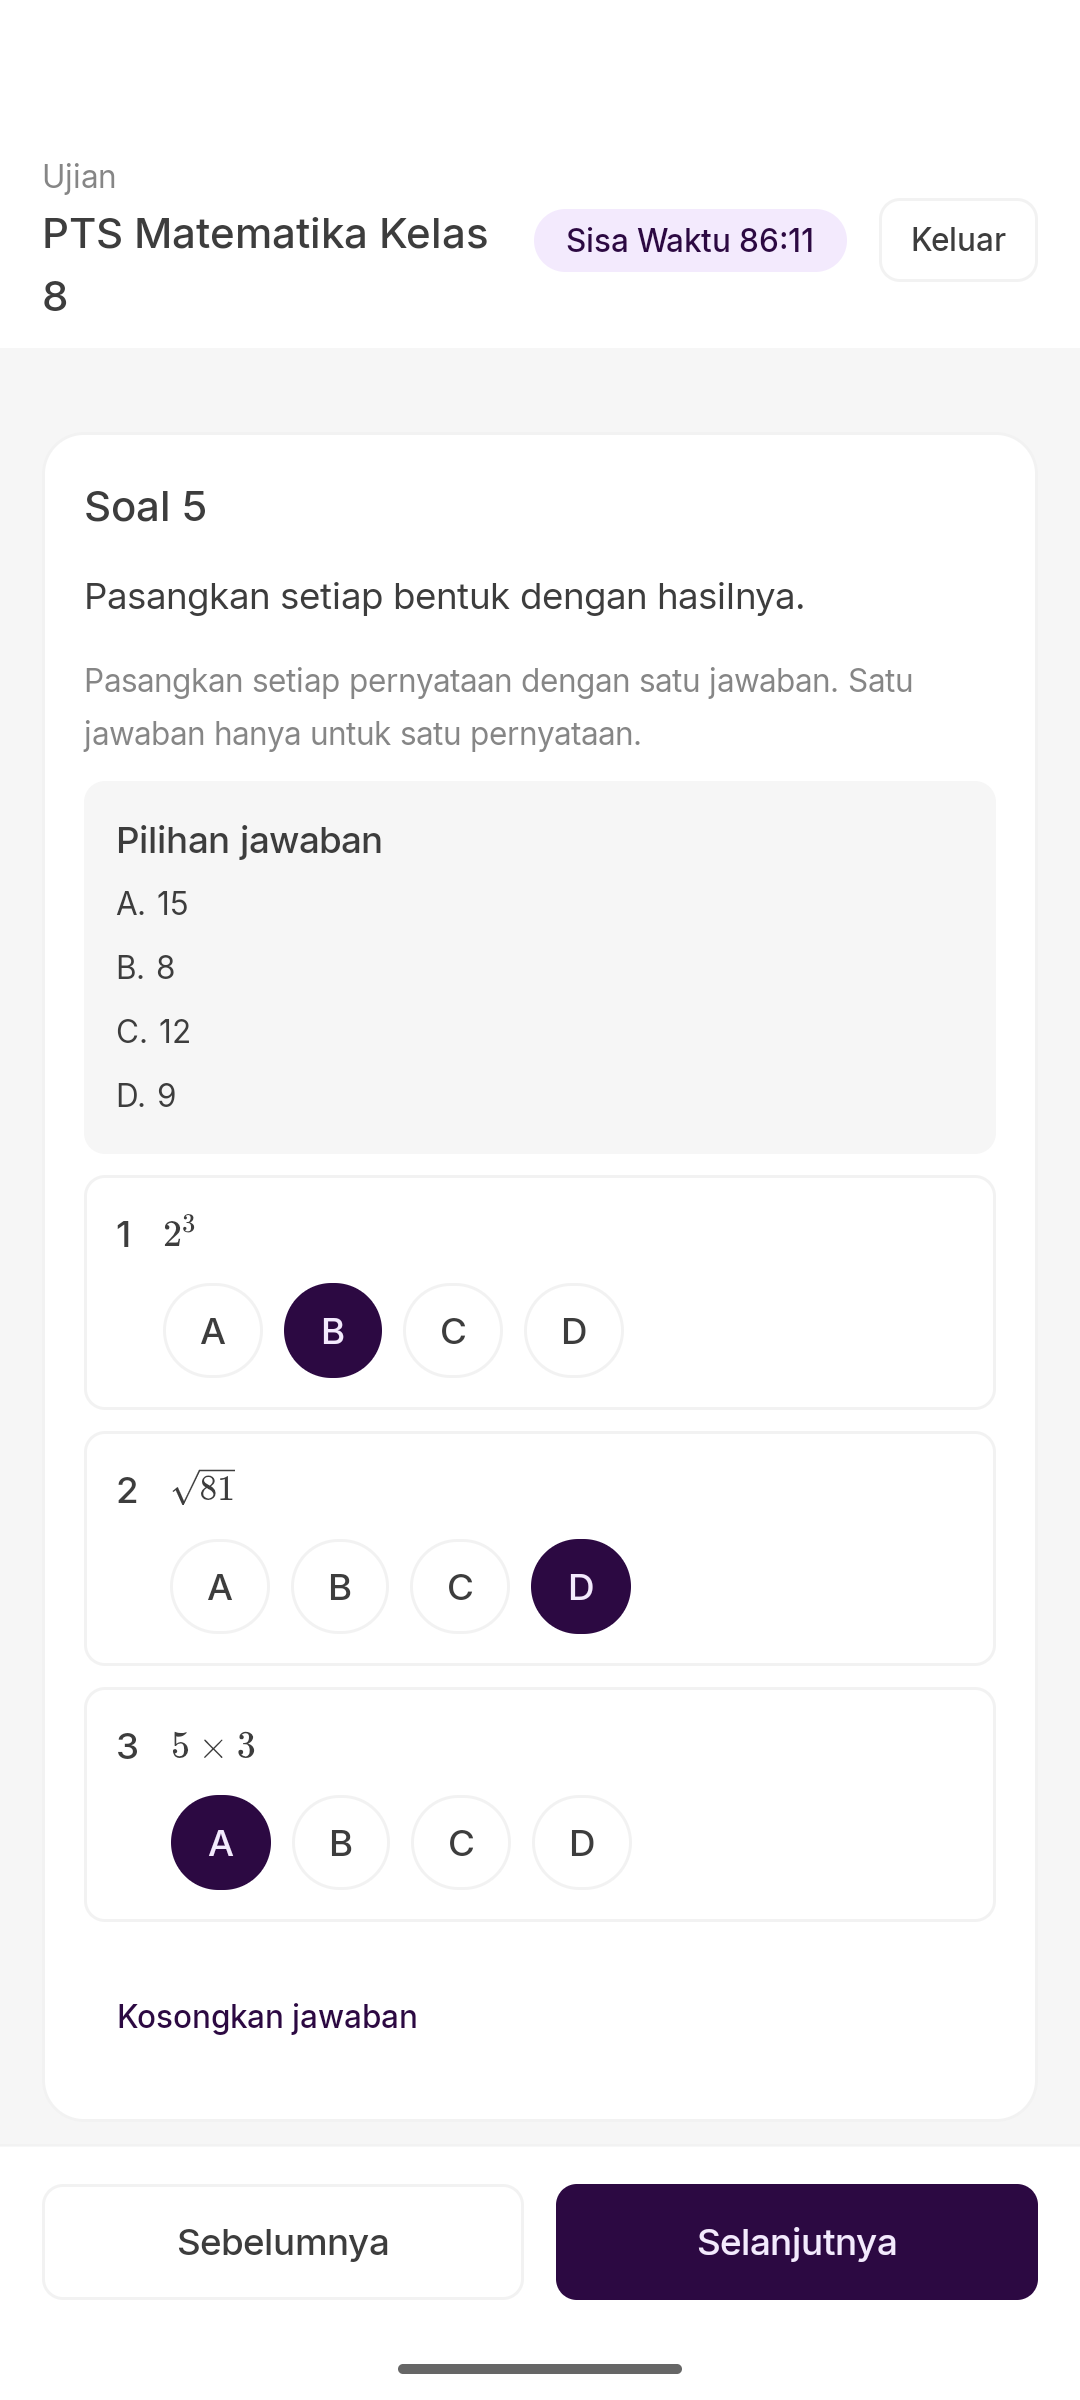 Ujian
PTS Matematika Kelas
8
Sisa Waktu 86:11
Keluar
Soal 5
Pasangkan setiap bentuk dengan hasilnya.
Pasangkan setiap pernyataan dengan satu jawaban. Satu
jawaban hanya untuk satu pernyataan.
Pilihan jawaban
A. 15
B. 8
C. 12
D. 9
1 2³
A B C D
2 √81
A B C D
3 5 × 3
A B C D
Kosongkan jawaban
Sebelumnya
Selanjutnya